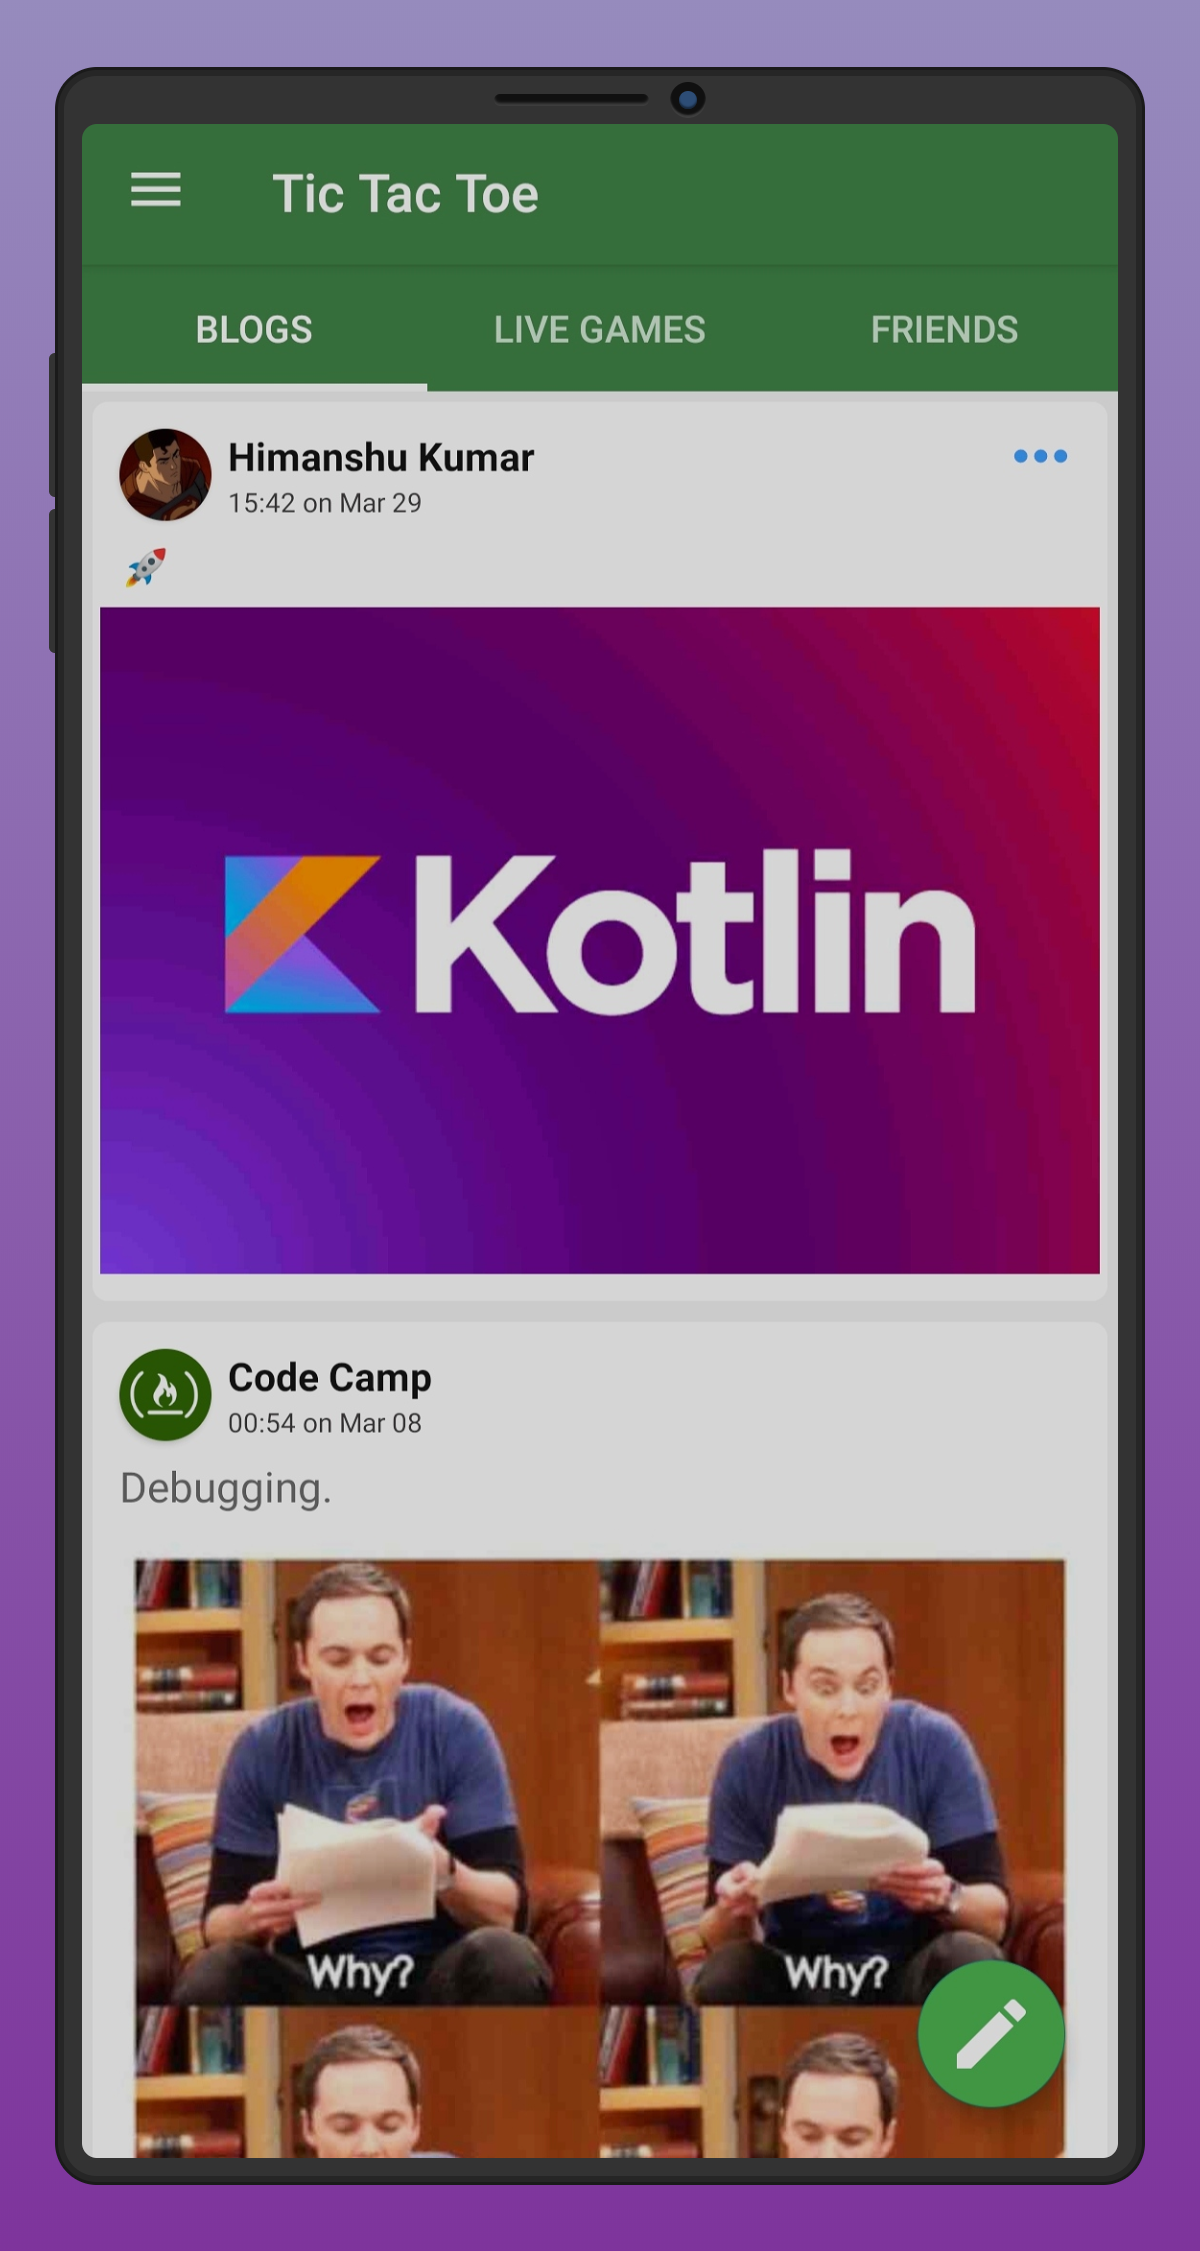 Tic Tac Toe
BLOGS LIVE GAMES FRIENDS
Himanshu Kumar
15:42 on Mar 29
🚀
Kotlin
Code Camp
00:54 on Mar 08
Debugging.
Why? Why?